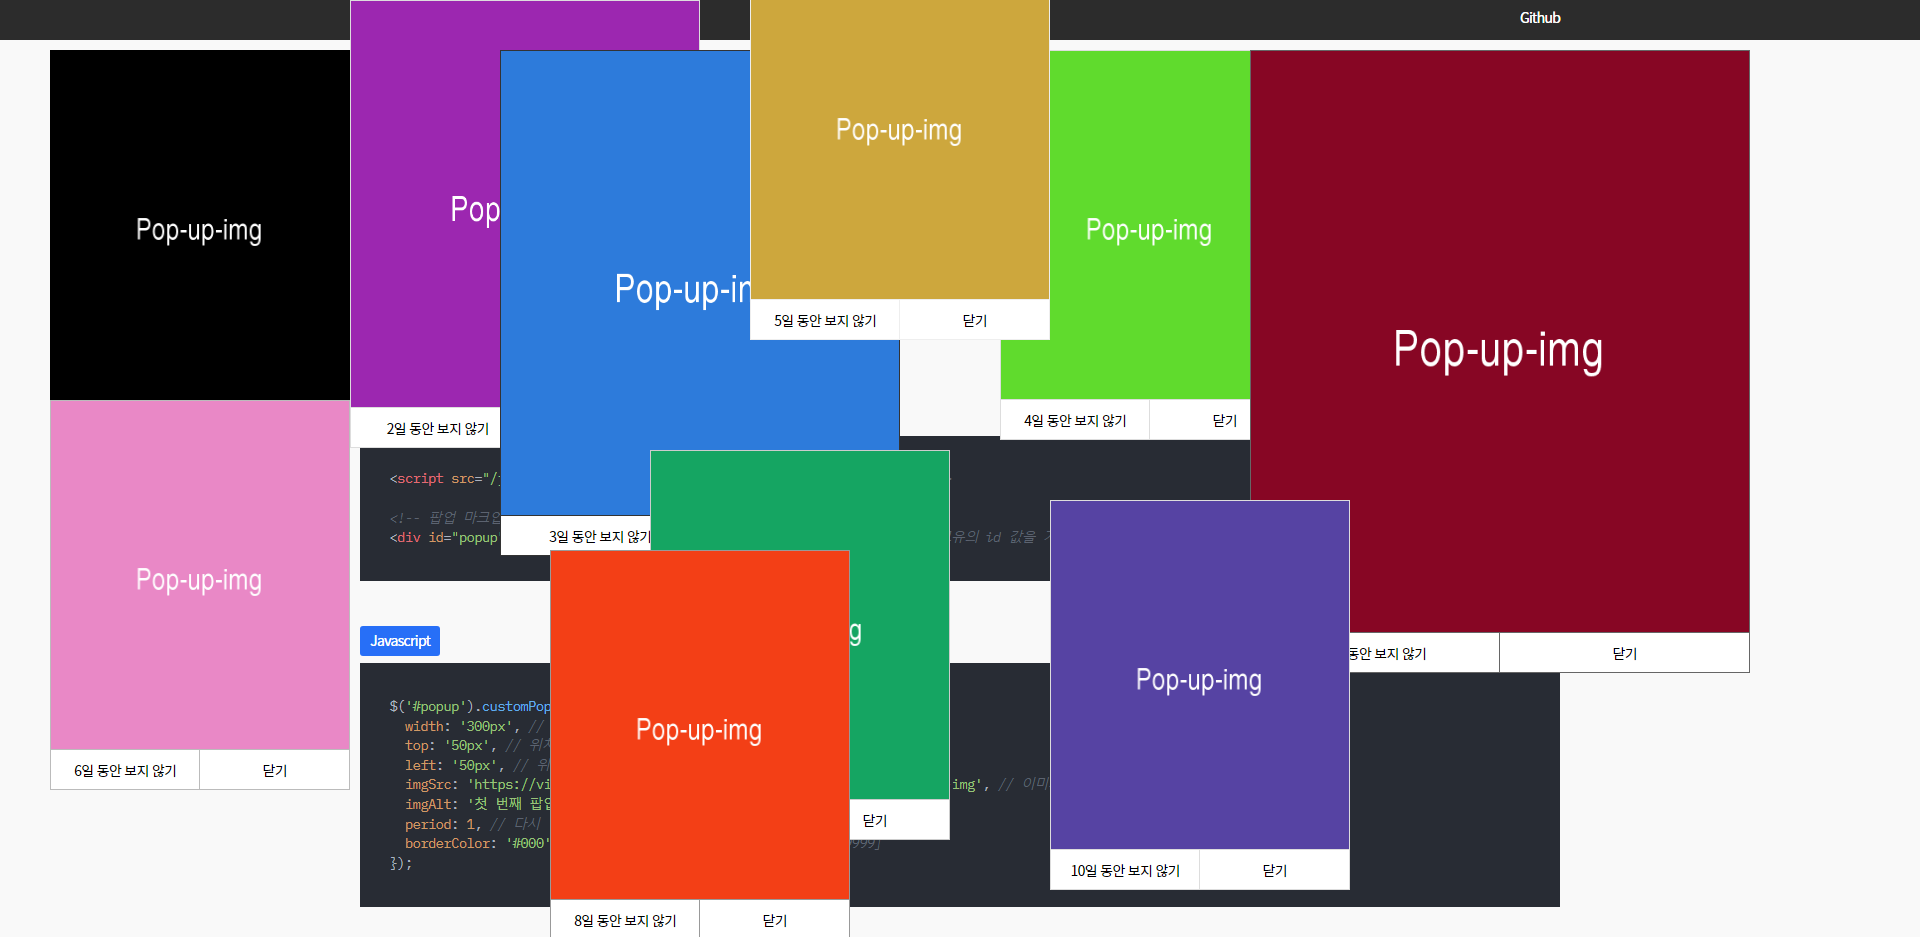 Github
Pop-up-img
Pop
Pop-up-in
Pop-up-img
Pop-up-img
Pop-up-img
5일 동안 보지 않기
닫기
4일 동안 보지 않기
닫기
2일 동안 보지 않기
<script src="/
<!-- 팝업 마크업
<div id="popup"
고유의 id 값을
3일 동안 보지 않기
Pop-up-img
g
Javascript
동안 보지 않기
닫기
Pop-up-img
Pop-up-img
$('#popup').customPop
width: '300px', //
top: '50px', // 위치
left: '50px', // 위
imgSrc: 'https://vi
img', // 이미
imgAlt: '첫 번째 팝업
period: 1, // 다시
borderColor: '#000'
9999]
});
6일 동안 보지 않기
닫기
닫기
10일 동안 보지 않기
닫기
8일 동안 보지 않기
닫기